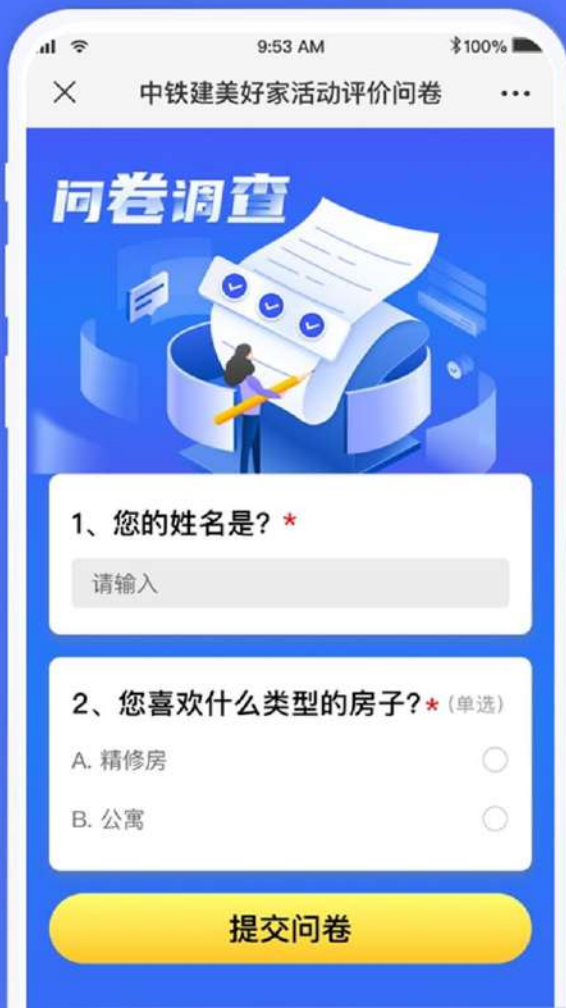 9:53 AM
100%
中铁建美好家活动评价问卷
问卷调查
1、您的姓名是? *
请输入
2、您喜欢什么类型的房子?* (单选)
A. 精修房
B. 公寓
提交问卷